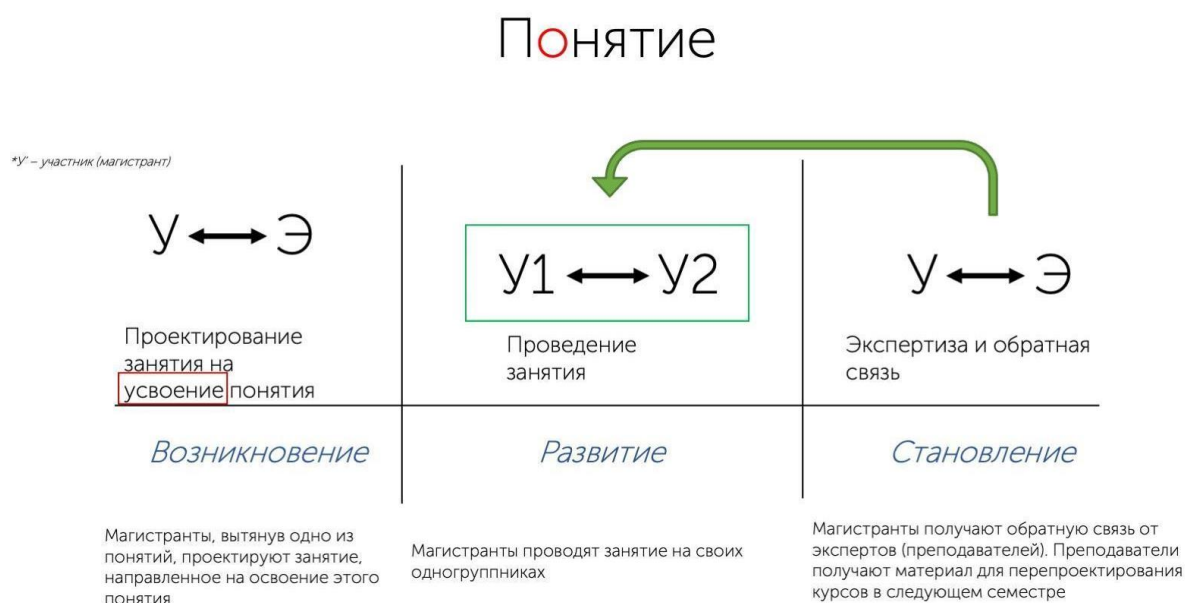 Понятие
*У – участник (магистрант)
У Э
Проектирование
занятия на
усвоение понятия
У1 У2
Проведение
занятия
У Э
Экспертиза и обратная
связь
Возникновение
Развитие
Становление
Магистранты, вытянув одно из
понятий, проектируют занятие,
направленное на освоение этого
понятия
Магистранты проводят занятие на своих
одногруппниках
Магистранты получают обратную связь от
экспертов (преподавателей). Преподаватели
получают материал для перепроектирования
курсов в следующем семестре